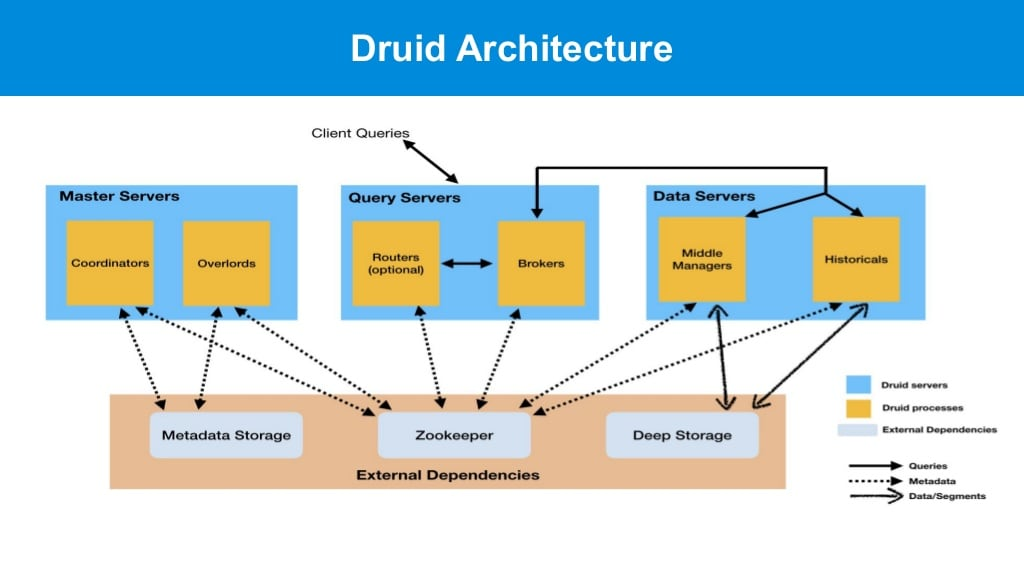 Druid Architecture
Client Queries
Master Servers
Coordinators
Overlords
Query Servers
Routers
(optional)
Brokers
Data Servers
Middle
Managers
Historicals
Metadata Storage
Zookeeper
Deep Storage
External Dependencies
Druid servers
Druid processes
External Dependencies
Queries
Metadata
Data/Segments